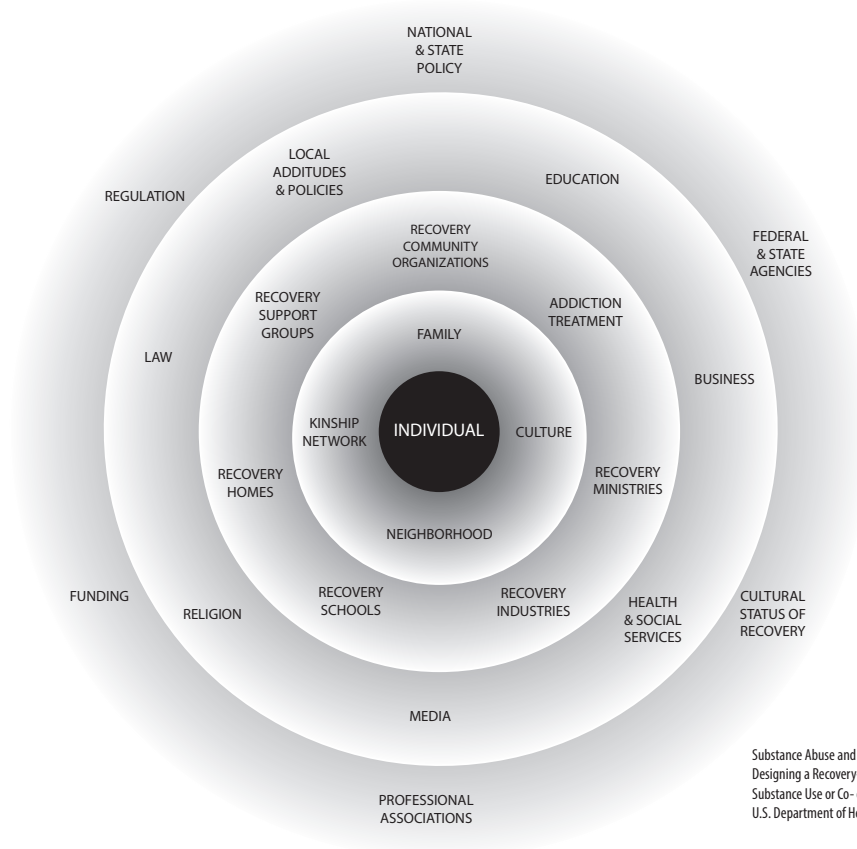 NATIONAL
& STATE
POLICY
LOCAL
ADDITUDES
& POLICIES
EDUCATION
REGULATION
RECOVERY
COMMUNITY
ORGANIZATIONS
FEDERAL
& STATE
AGENCIES
RECOVERY
SUPPORT
GROUPS
ADDICTION
TREATMENT
FAMILY
LAW
BUSINESS
KINSHIP
NETWORK
INDIVIDUAL
CULTURE
RECOVERY
HOMES
RECOVERY
MINISTRIES
NEIGHBORHOOD
RECOVERY
SCHOOLS
RECOVERY
INDUSTRIES
FUNDING
RELIGION
HEALTH
& SOCIAL
SERVICES
CULTURAL
STATUS OF
RECOVERY
MEDIA
PROFESSIONAL
ASSOCIATIONS
Substance Abuse and
Designing a Recovery
Substance Use or Co-
U.S. Department of